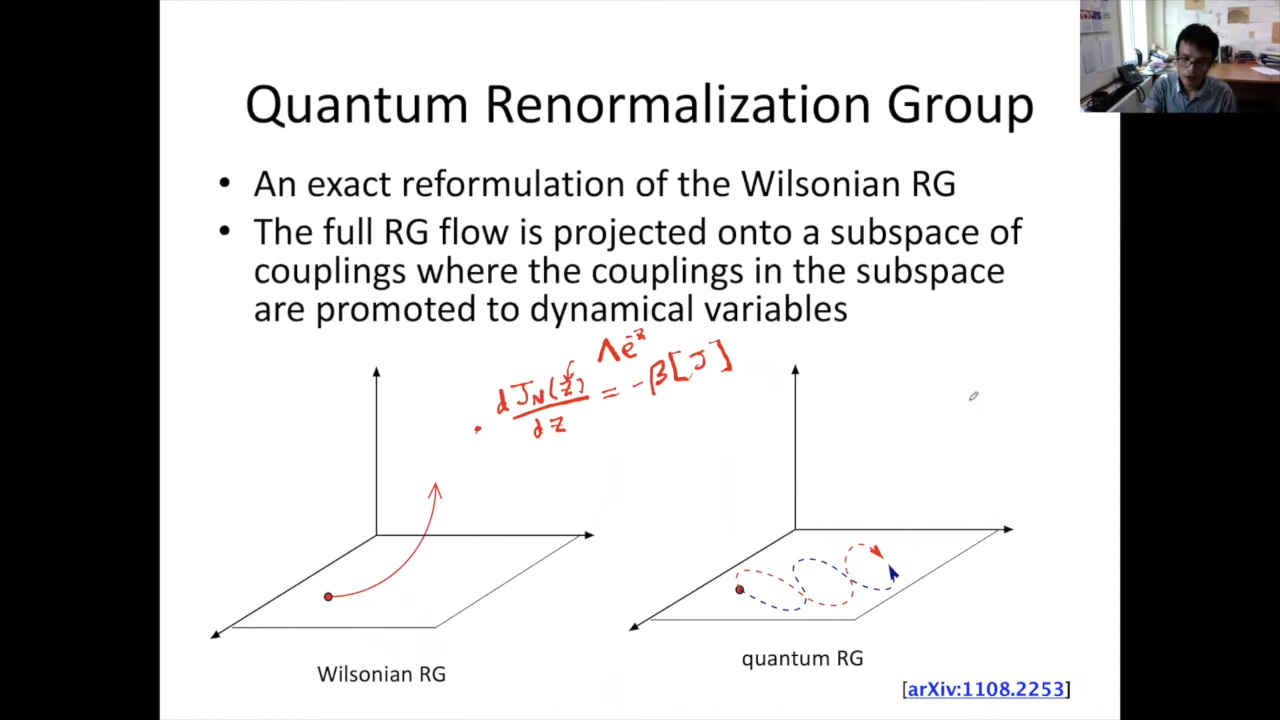 Quantum Renormalization Group
• An exact reformulation of the Wilsonian RG
• The full RG flow is projected onto a subspace of
couplings where the couplings in the subspace
are promoted to dynamical variables
Λe^{-z}
• dJ_N(z)/dz = -β[J]
Wilsonian RG
quantum RG
[arXiv:1108.2253]